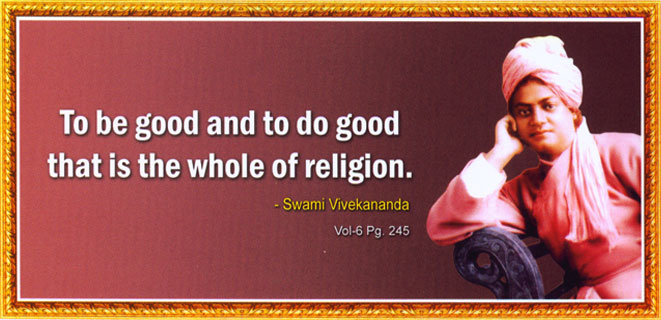 To be good and to do good
that is the whole of religion.
- Swami Vivekananda
Vol-6 Pg. 245